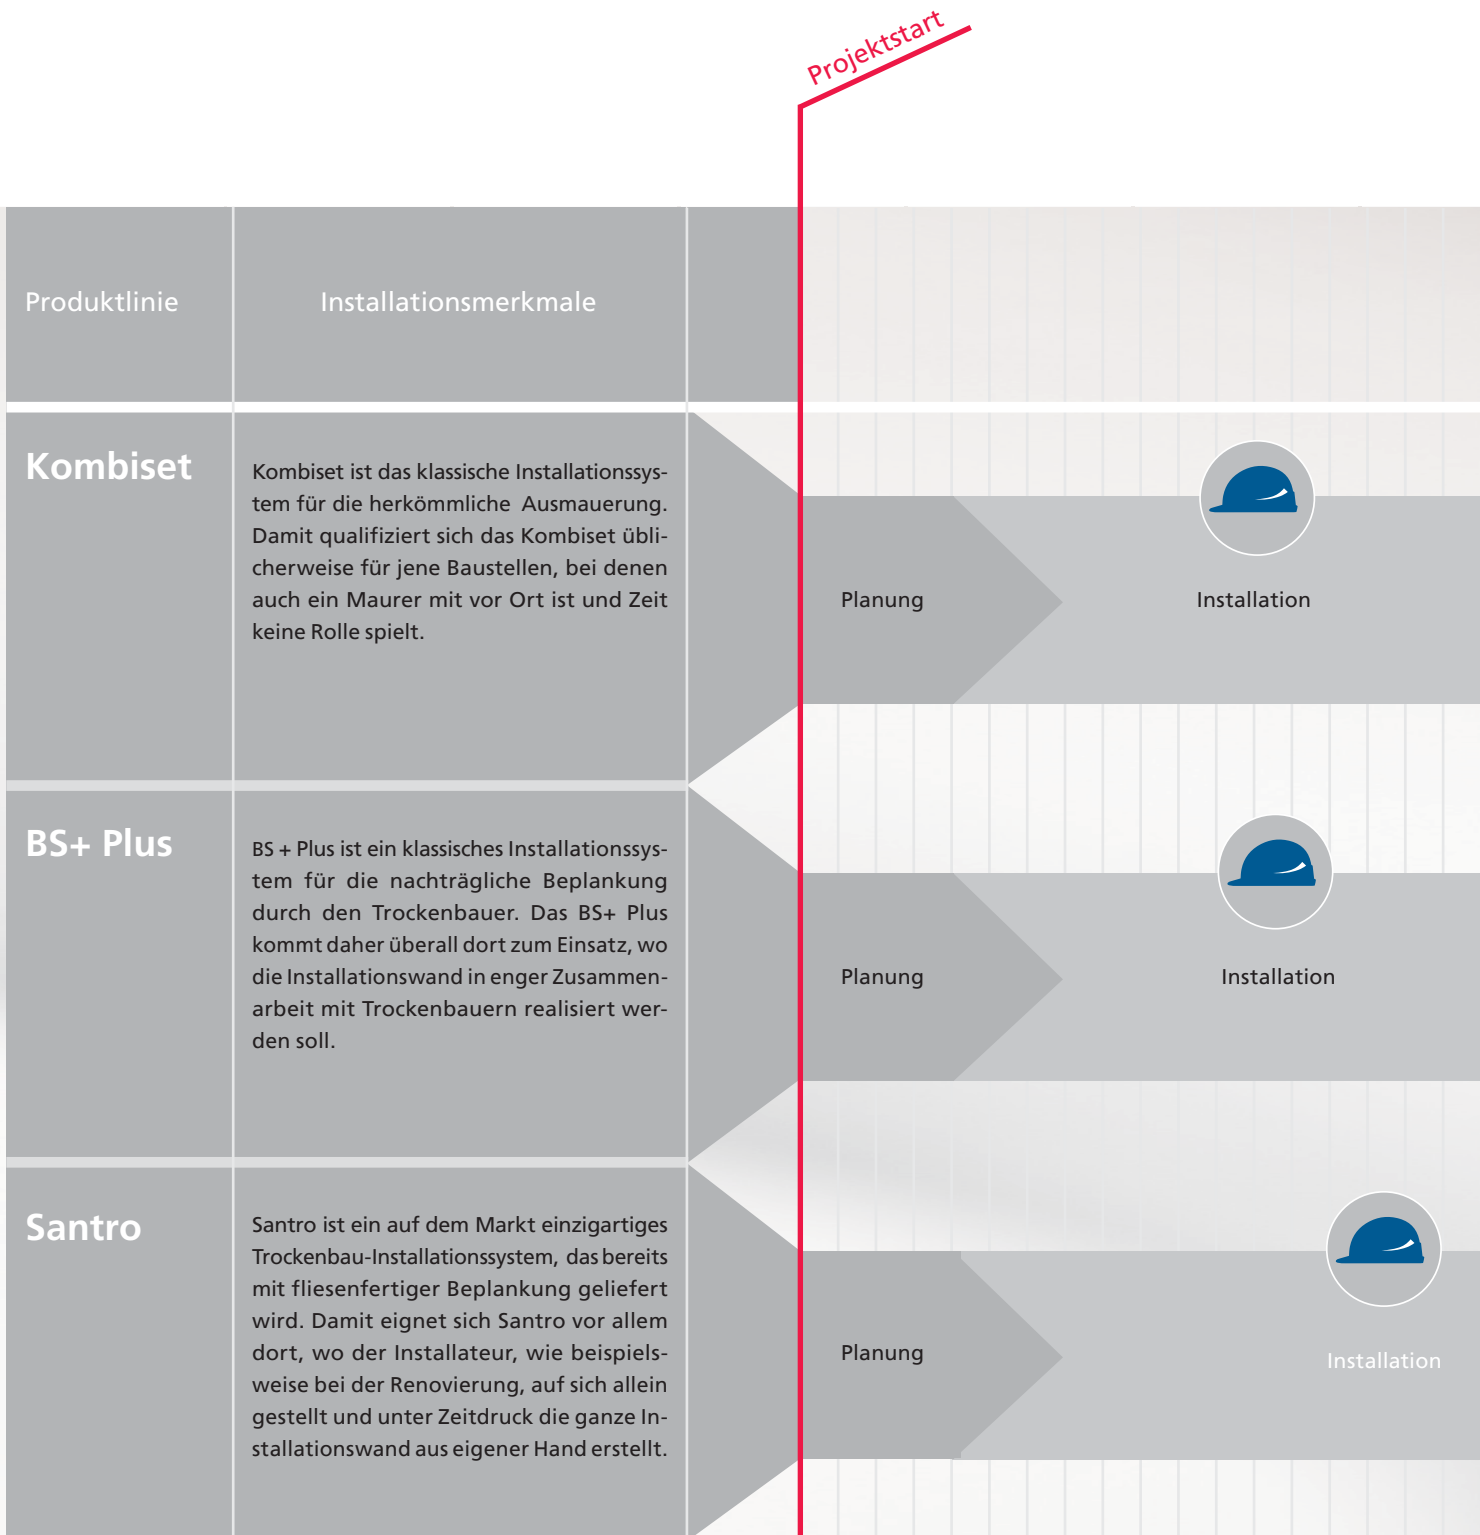 Projektstart
Produktlinie
Installationsmerkmale
Kombiset
Kombiset ist das klassische Installationssys-
tem für die herkömmliche Ausmauerung.
Damit qualifiziert sich das Kombiset übli-
cherweise für jene Baustellen, bei denen
auch ein Maurer mit vor Ort ist und Zeit
keine Rolle spielt.
Planung
Installation
BS+ Plus
BS + Plus ist ein klassisches Installationssys-
tem für die nachträgliche Beplankung
durch den Trockenbauer. Das BS+ Plus
kommt daher überall dort zum Einsatz, wo
die Installationswand in enger Zusammen-
arbeit mit Trockenbauern realisiert wer-
den soll.
Planung
Installation
Santro
Santro ist ein auf dem Markt einzigartiges
Trockenbau-Installationssystem, das bereits
mit fliesenfertiger Beplankung geliefert
wird. Damit eignet sich Santro vor allem
dort, wo der Installateur, wie beispiels-
weise bei der Renovierung, auf sich allein
gestellt und unter Zeitdruck die ganze In-
stallationswand aus eigener Hand erstellt.
Planung
Installation